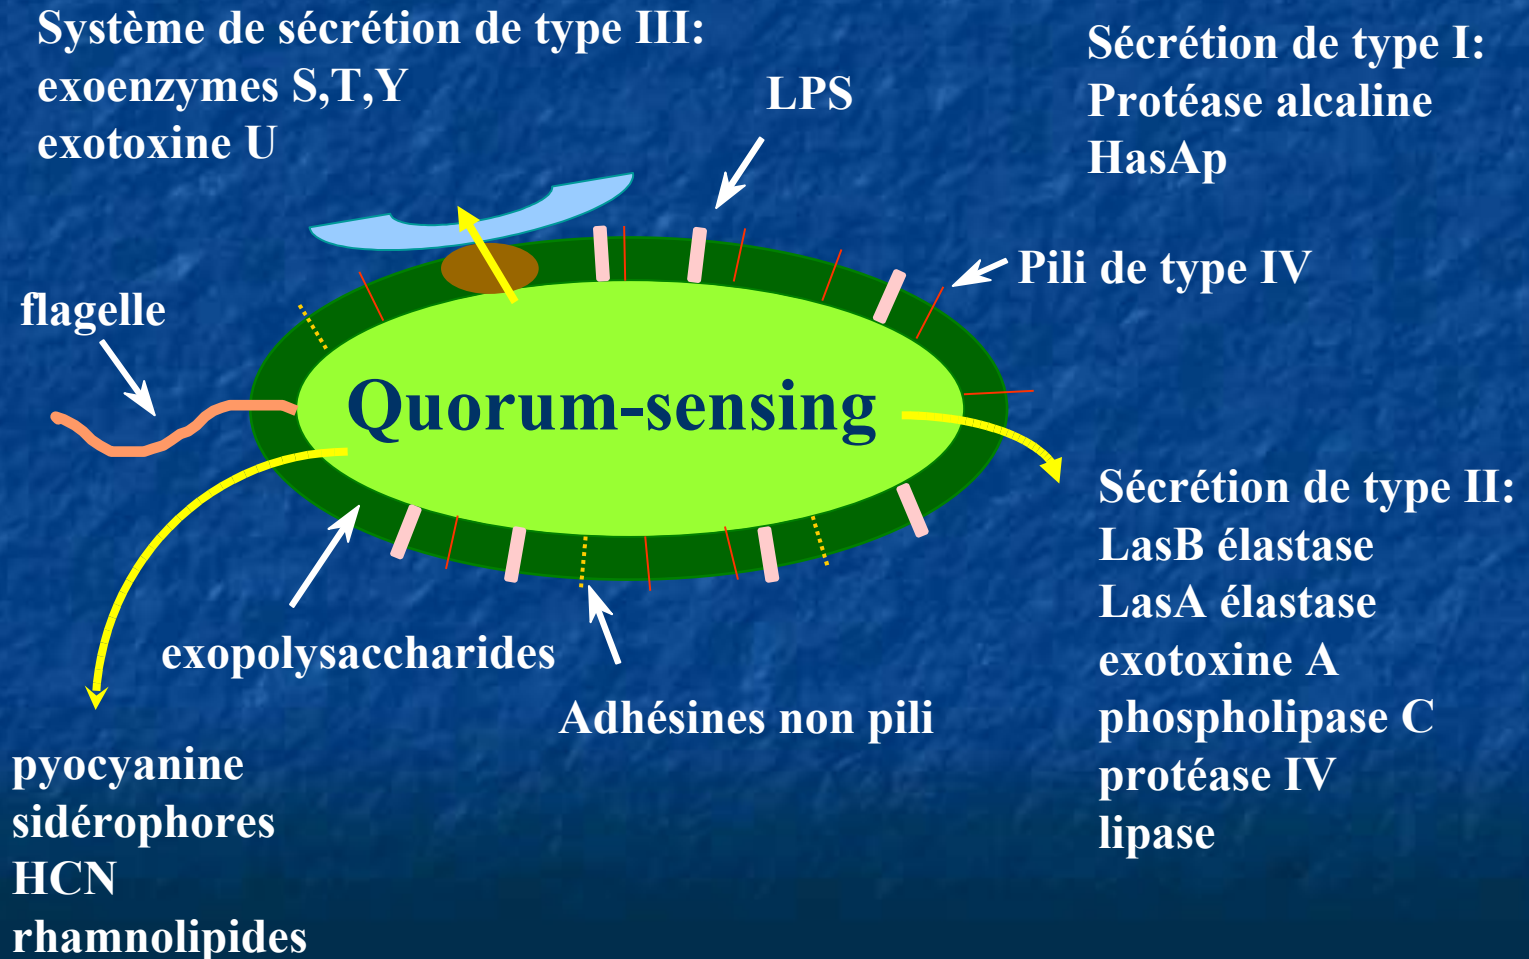 Système de sécrétion de type III:
exoenzymes S,T,Y
exotoxine U
LPS
Sécrétion de type I:
Protéase alcaline
HasAp
Pili de type IV
flagelle
Quorum-sensing
Sécrétion de type II:
LasB élastase
LasA élastase
exotoxine A
phospholipase C
protéase IV
lipase
exopolysaccharides
Adhésines non pili
pyocyanine
sidérophores
HCN
rhamnolipides